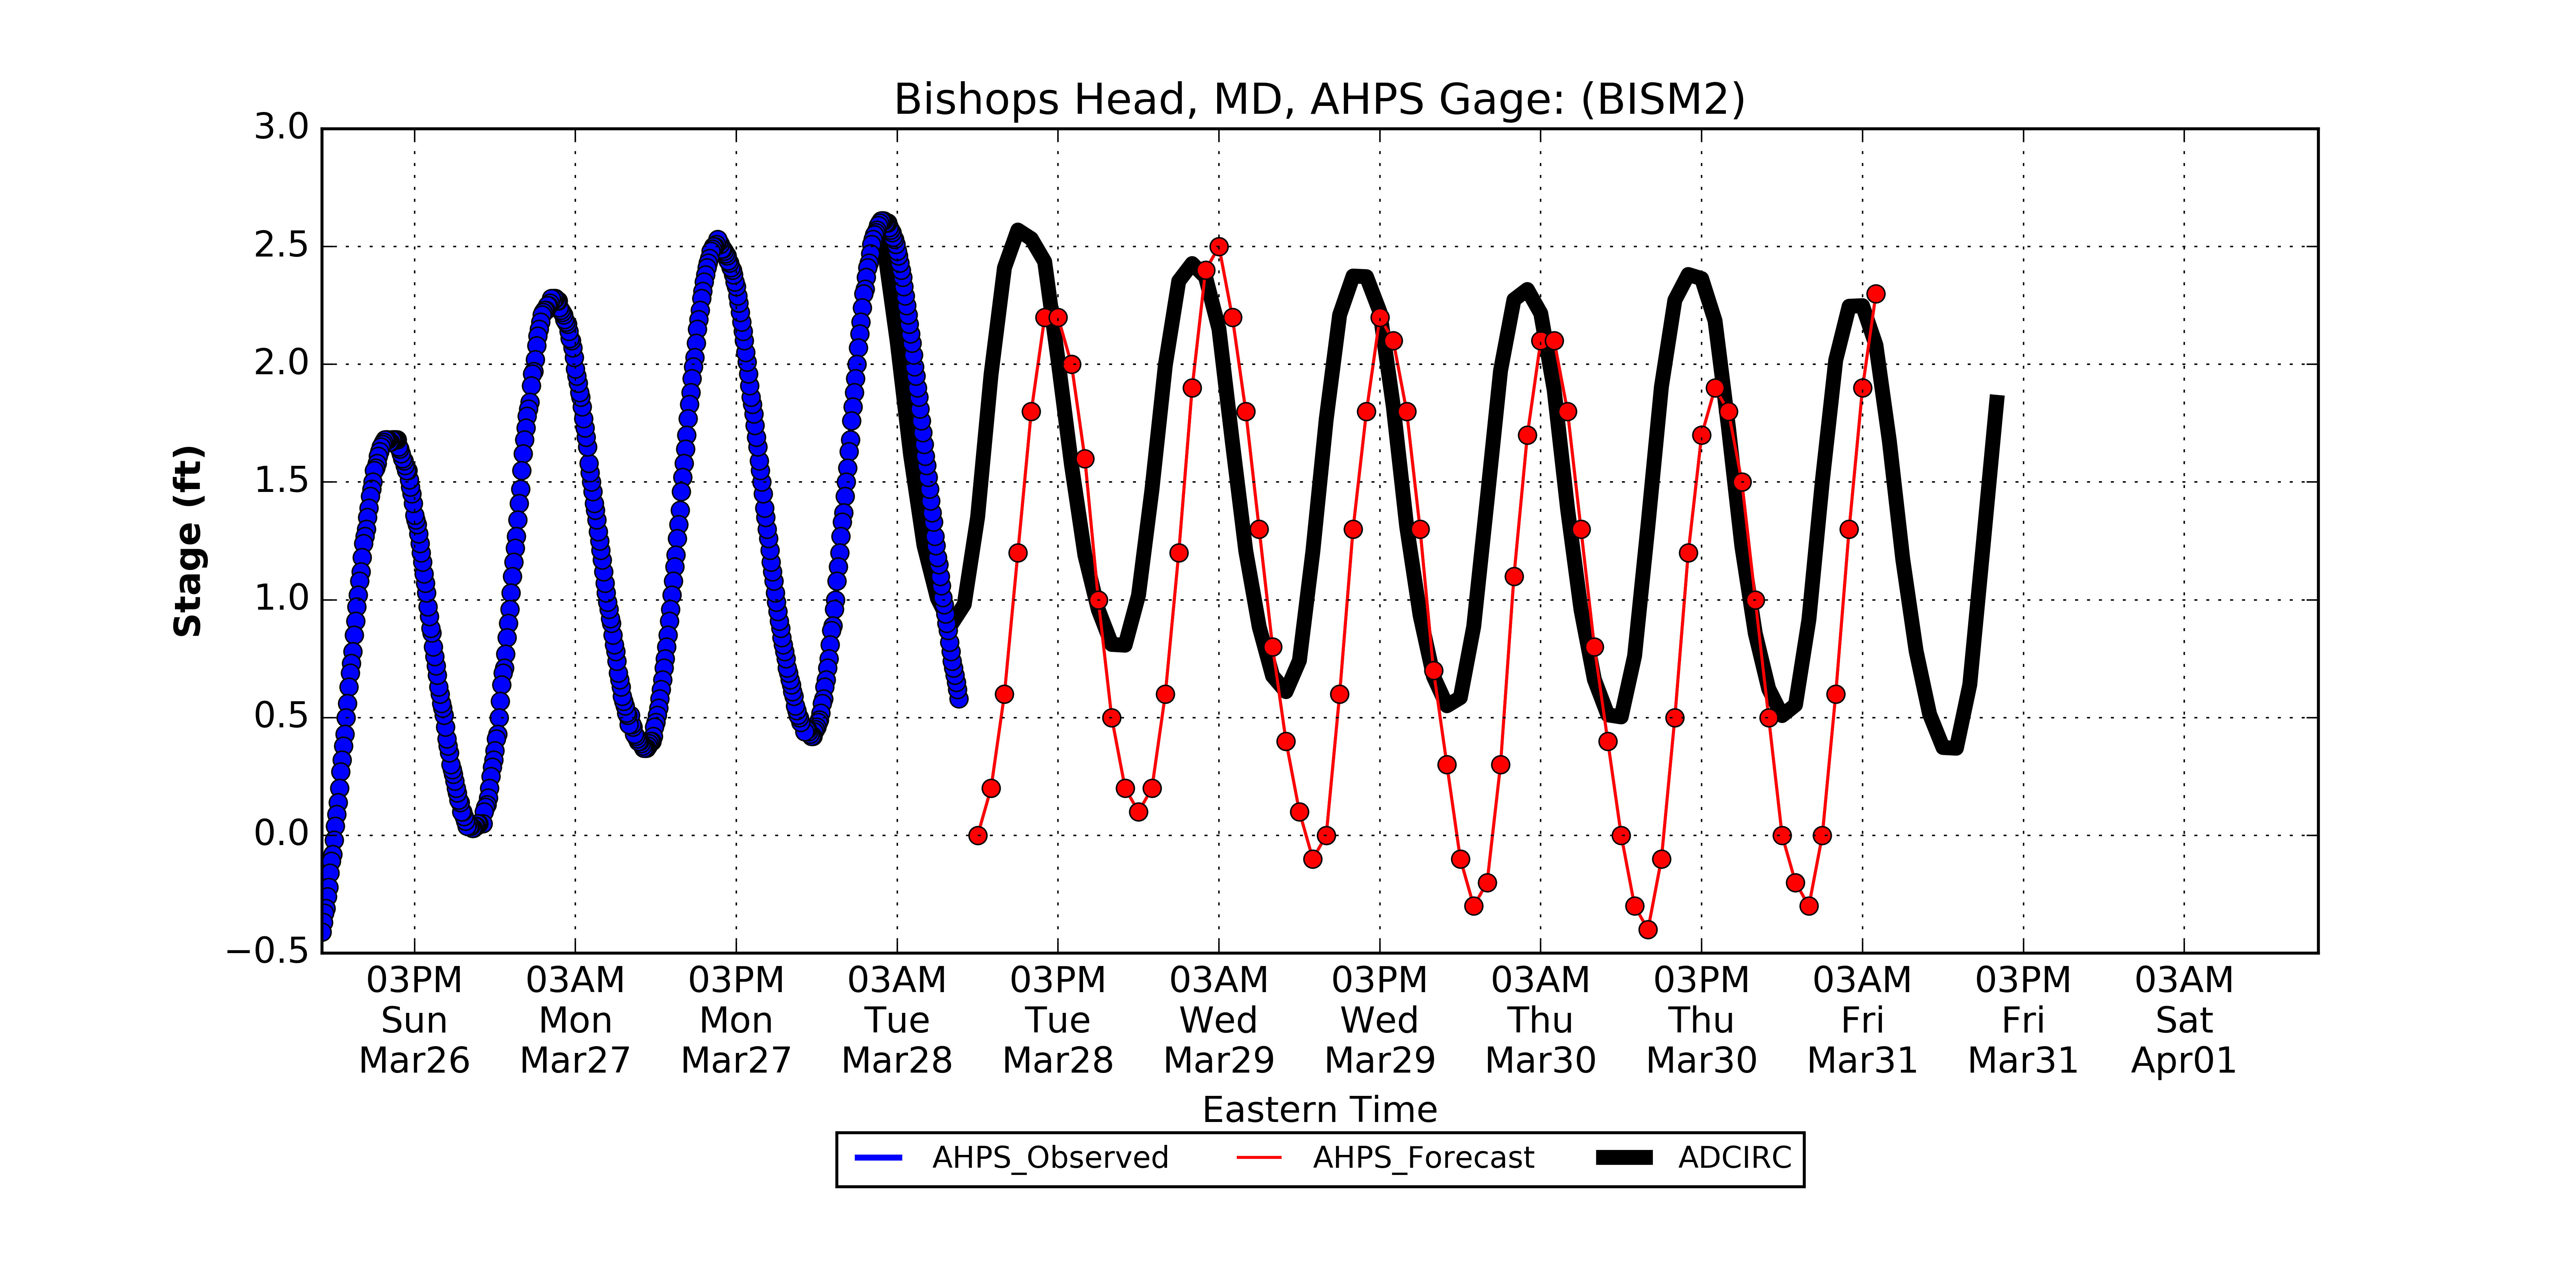 Bishops Head, MD, AHPS Gage: (BISM2)
3.0
2.5
2.0
1.5
1.0
0.5
0.0
−0.5
Stage (ft)
03PM 03AM 03PM 03AM 03PM 03AM 03PM 03AM 03PM 03AM 03PM 03AM
Sun Mon Mon Tue Tue Wed Wed Thu Thu Fri Fri Sat
Mar26 Mar27 Mar27 Mar28 Mar28 Mar29 Mar29 Mar30 Mar30 Mar31 Mar31 Apr01
Eastern Time
AHPS_Observed AHPS_Forecast ADCIRC